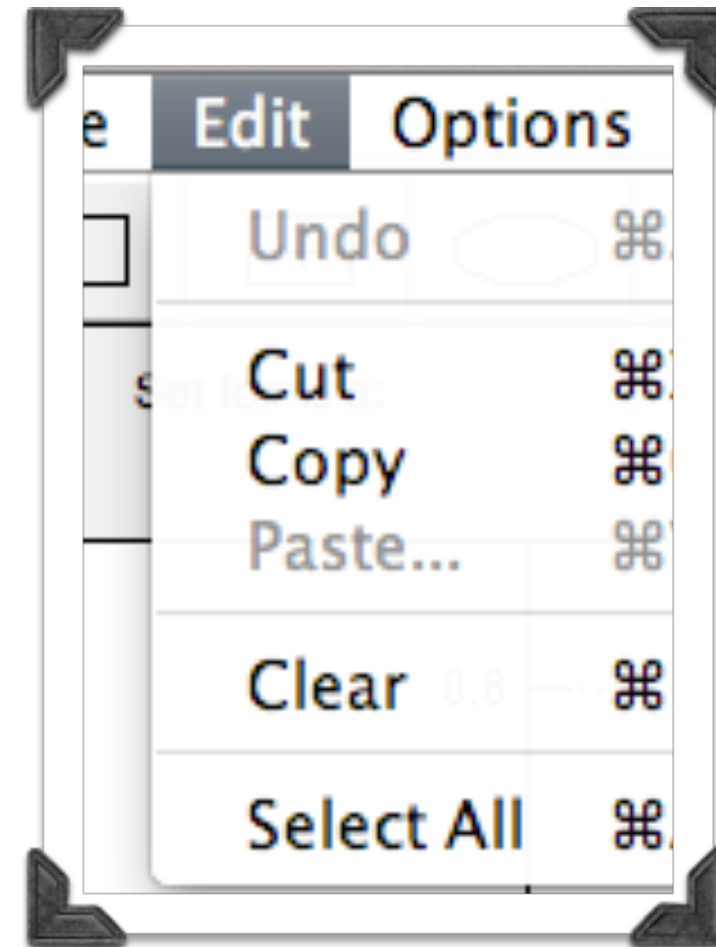 e Edit Options
Undo ⌘
Cut ⌘
Copy ⌘
Paste... ⌘
Clear ⌘
Select All ⌘